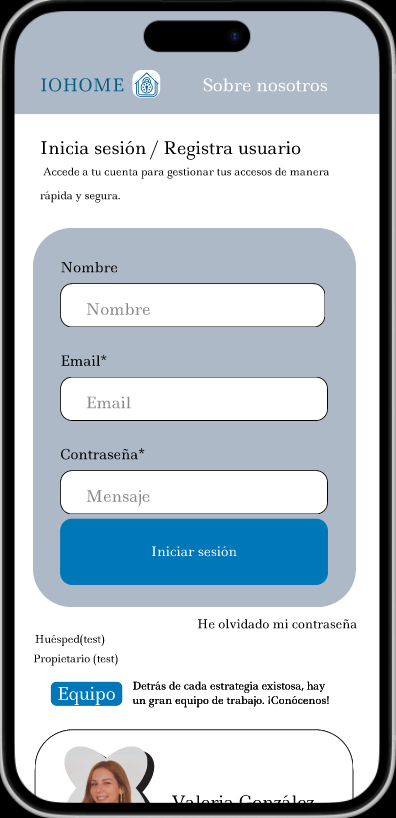 IOHOME
Sobre nosotros
Inicia sesión / Registra usuario
Accede a tu cuenta para gestionar tus accesos de manera
rápida y segura.
Nombre
Nombre
Email*
Email
Contraseña*
Mensaje
Iniciar sesión
He olvidado mi contraseña
Huésped(test)
Propietario (test)
Equipo
Detrás de cada estrategia existosa, hay
un gran equipo de trabajo. ¡Conócenos!
Valeria González